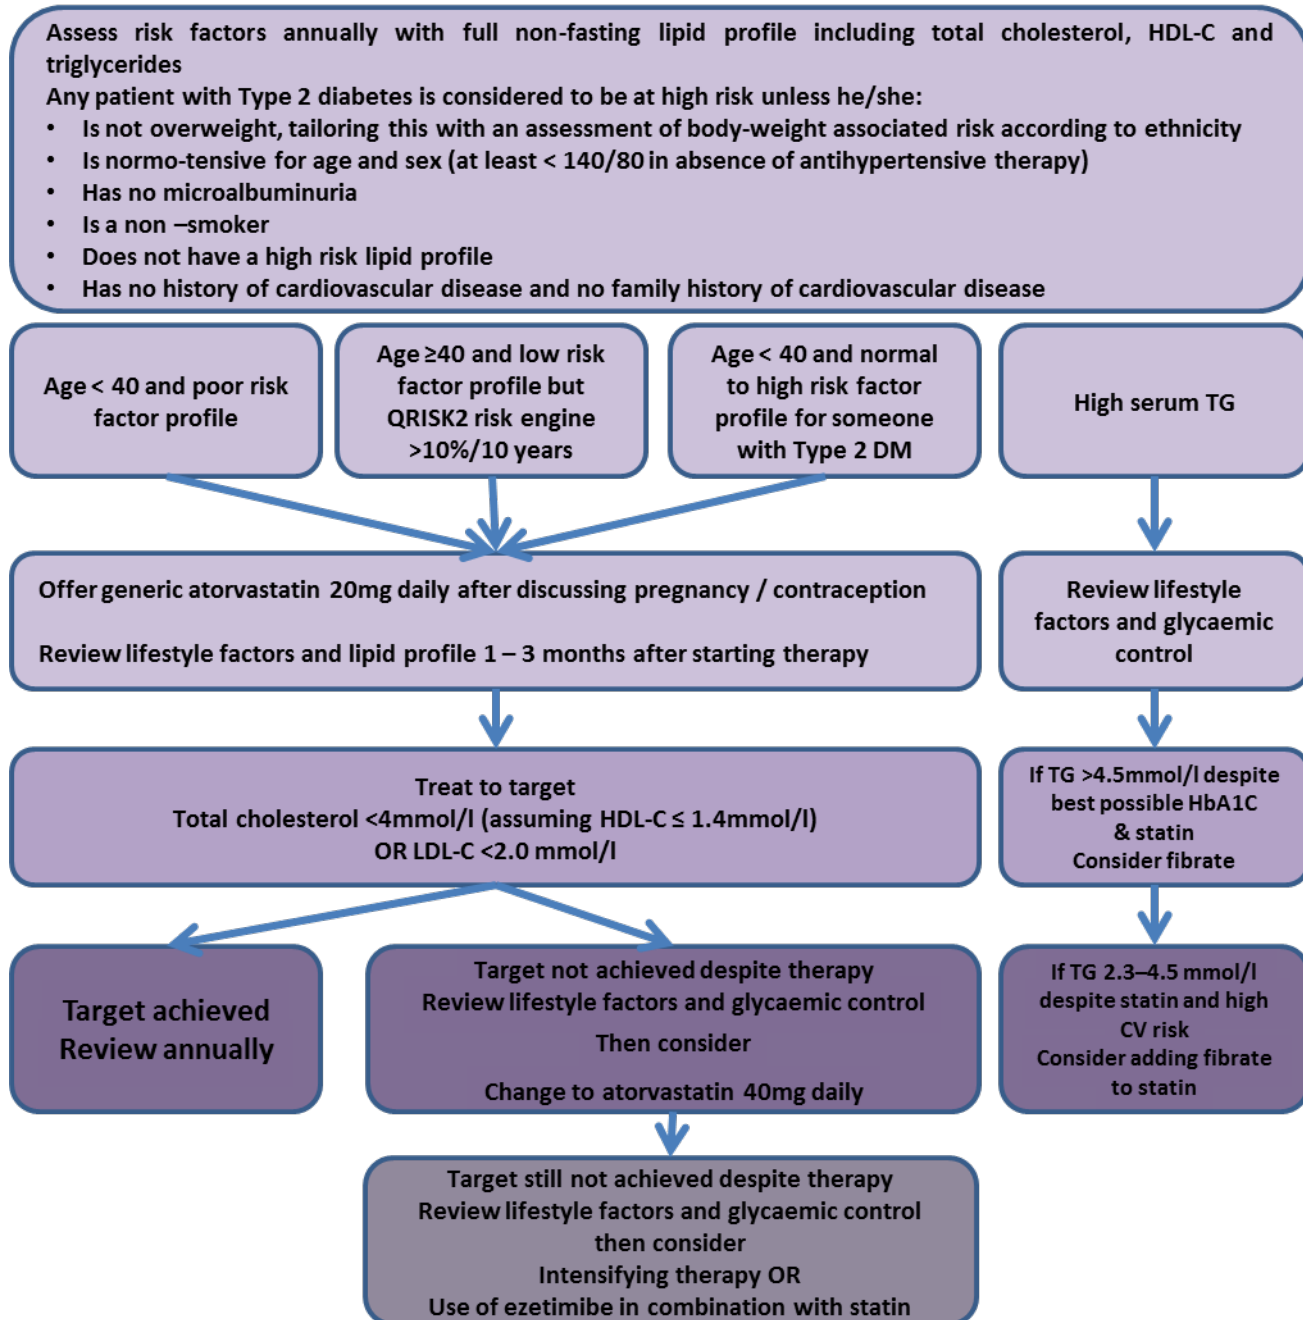 Assess risk factors annually with full non-fasting lipid profile including total cholesterol, HDL-C and
triglycerides
Any patient with Type 2 diabetes is considered to be at high risk unless he/she:
• Is not overweight, tailoring this with an assessment of body-weight associated risk according to ethnicity
• Is normo-tensive for age and sex (at least < 140/80 in absence of antihypertensive therapy)
• Has no microalbuminuria
• Is a non –smoker
• Does not have a high risk lipid profile
• Has no history of cardiovascular disease and no family history of cardiovascular disease
Age < 40 and poor risk
factor profile
Age ≥40 and low risk
factor profile but
QRISK2 risk engine
>10%/10 years
Age < 40 and normal
to high risk factor
profile for someone
with Type 2 DM
High serum TG
Offer generic atorvastatin 20mg daily after discussing pregnancy / contraception
Review lifestyle factors and lipid profile 1 – 3 months after starting therapy
Review lifestyle
factors and glycaemic
control
Treat to target
Total cholesterol <4mmol/l (assuming HDL-C ≤ 1.4mmol/l)
OR LDL-C <2.0 mmol/l
If TG >4.5mmol/l despite
best possible HbA1C
& statin
Consider fibrate
Target achieved
Review annually
Target not achieved despite therapy
Review lifestyle factors and glycaemic control
Then consider
Change to atorvastatin 40mg daily
If TG 2.3–4.5 mmol/l
despite statin and high
CV risk
Consider adding fibrate
to statin
Target still not achieved despite therapy
Review lifestyle factors and glycaemic control
then consider
Intensifying therapy OR
Use of ezetimibe in combination with statin